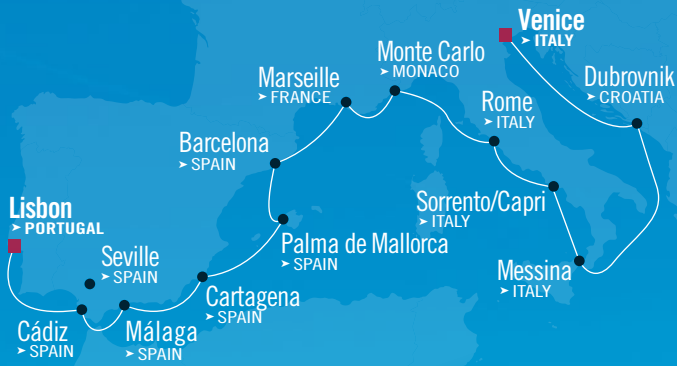 Venice
➤ ITALY
Monte Carlo
➤ MONACO
Marseille
➤ FRANCE
Dubrovnik
➤ CROATIA
Rome
➤ ITALY
Barcelona
➤ SPAIN
Sorrento/Capri
➤ ITALY
Lisbon
➤ PORTUGAL
Palma de Mallorca
➤ SPAIN
Seville
➤ SPAIN
Messina
➤ ITALY
Cartagena
➤ SPAIN
Cádiz
➤ SPAIN
Málaga
➤ SPAIN